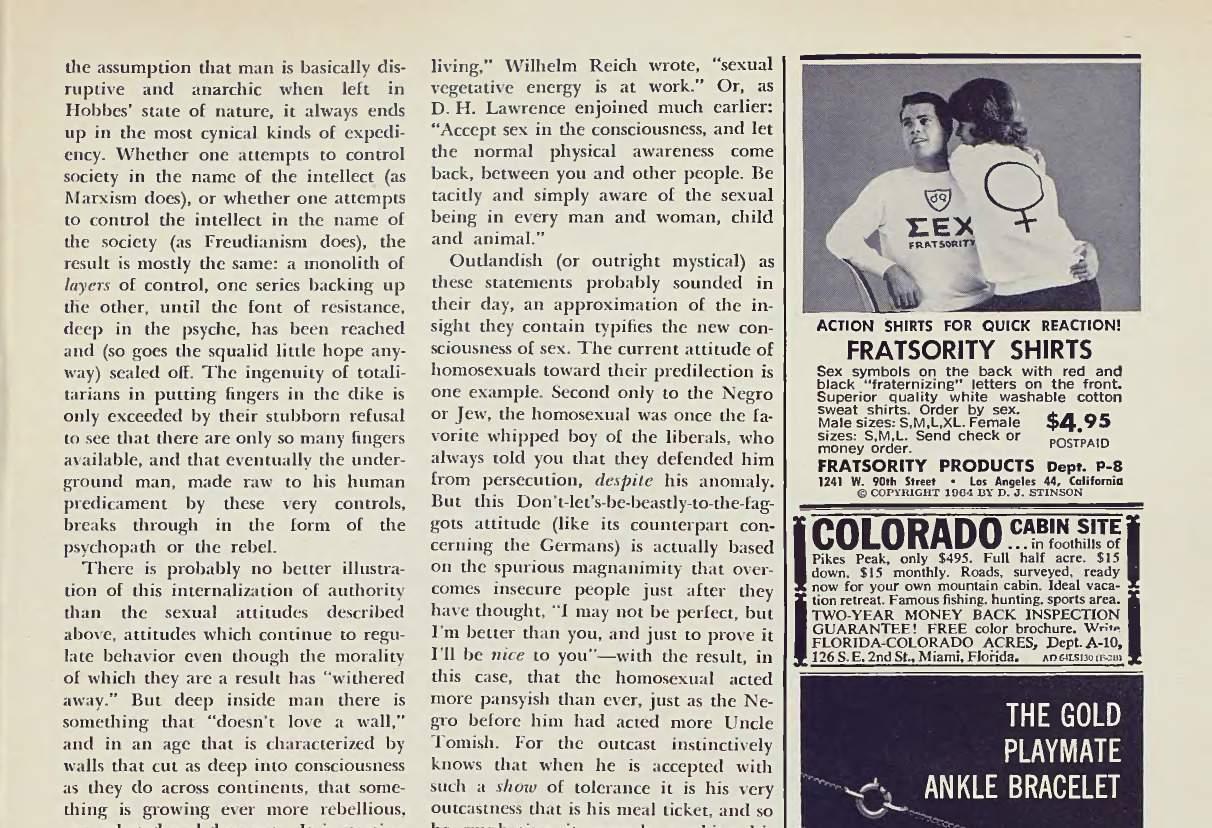 the assumption that man is basically dis-
ruptive and anarchic when left in
Hobbes' state of nature, it always ends
up in the most cynical kinds of expedi-
ency. Whether one attempts to control
society in the name of the intellect (as
Marxism does), or whether one attempts
to control the intellect in the name of
the society (as Freudianism does), the
result is mostly the same: a monolith of
layers of control, one series backing up
the other, until the font of resistance,
deep in the psyche, has been reached
and (so goes the squalid little hope any-
way) sealed off. The ingenuity of totali-
tarians in putting fingers in the dike is
only exceeded by their stubborn refusal
to see that there are only so many fingers
available, and that eventually the under-
ground man, made raw to his human
predicament by these very controls,
breaks through in the form of the
psychopath or the rebel.
There is probably no better illustra-
tion of this internalization of authority
than the sexual attitudes described
above, attitudes which continue to regu-
late behavior even though the morality
of which they are a result has "withered
away." But deep inside man there is
something that "doesn't love a wall,"
and in an age that is characterized by
walls that cut as deep into consciousness
as they do across continents, that some-
thing is growing ever more rebellious,
living," Wilhelm Reich wrote, "sexual
vegetative energy is at work." Or, as
D. H. Lawrence enjoined much earlier:
"Accept sex in the consciousness, and let
the normal physical awareness come
back, between you and other people. Be
tacitly and simply aware of the sexual
being in every man and woman, child
and animal."
Outlandish (or outright mystical) as
these statements probably sounded in
their day, an approximation of the in-
sight they contain typifies the new con-
sciousness of sex. The current attitude of
homosexuals toward their predilection is
one example. Second only to the Negro
or Jew, the homosexual was once the fa-
vorite whipped boy of the liberals, who
always told you that they defended him
from persecution, despite his anomaly.
But this Don't-let's-be-beastly-to-the-fag-
gots attitude (like its counterpart con-
cerning the Germans) is actually based
on the spurious magnanimity that over-
comes insecure people just after they
have thought, "I may not be perfect, but
I'm better than you, and just to prove it
I'll be nice to you"—with the result, in
this case, that the homosexual acted
more pansyish than ever, just as the Ne-
gro before him had acted more Uncle
Tomish. For the outcast instinctively
knows that when he is accepted with
such a show of tolerance it is his very
outcastness that is his meal ticket, and so
ΣEX
FRATSORITY
ACTION SHIRTS FOR QUICK REACTION!
FRATSORITY SHIRTS
Sex symbols on the back with red and
black "fraternizing" letters on the front.
Superior quality white washable cotton
sweat shirts. Order by sex.
Male sizes: S,M,L,XL. Female
sizes: S,M,L. Send check or
money order.
$4.95
POSTPAID
FRATSORITY PRODUCTS Dept. P-8
1241 W. 90th Street • Los Angeles 44, California
© COPYRIGHT 1964 BY D. J. STINSON
COLORADO CABIN SITE
...in foothills of
Pikes Peak, only $495. Full half acre. $15
down, $15 monthly. Roads, surveyed, ready
now for your own mountain cabin. Ideal vaca-
tion retreat. Famous fishing, hunting, sports area.
TWO-YEAR MONEY BACK INSPECTION
GUARANTEE! FREE color brochure. Write
FLORIDA-COLORADO ACRES, Dept. A-10,
126 S.E. 2nd St., Miami, Florida.
THE GOLD
PLAYMATE
ANKLE BRACELET